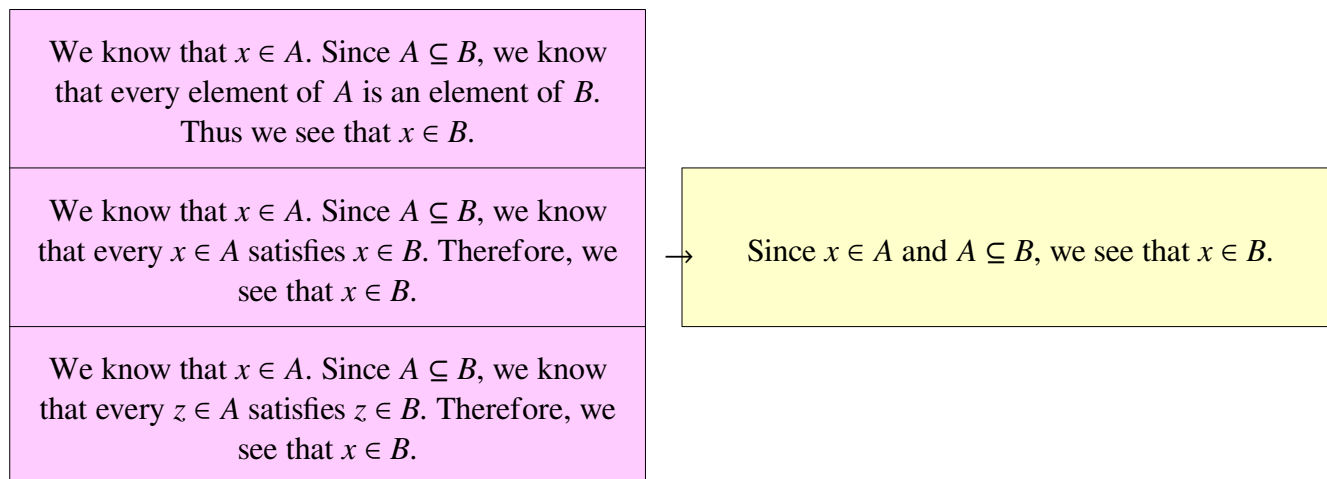 We know that x ∈ A. Since A ⊆ B, we know
that every element of A is an element of B.
Thus we see that x ∈ B.
We know that x ∈ A. Since A ⊆ B, we know
that every x ∈ A satisfies x ∈ B. Therefore, we
see that x ∈ B.
→ Since x ∈ A and A ⊆ B, we see that x ∈ B.
We know that x ∈ A. Since A ⊆ B, we know
that every z ∈ A satisfies z ∈ B. Therefore, we
see that x ∈ B.